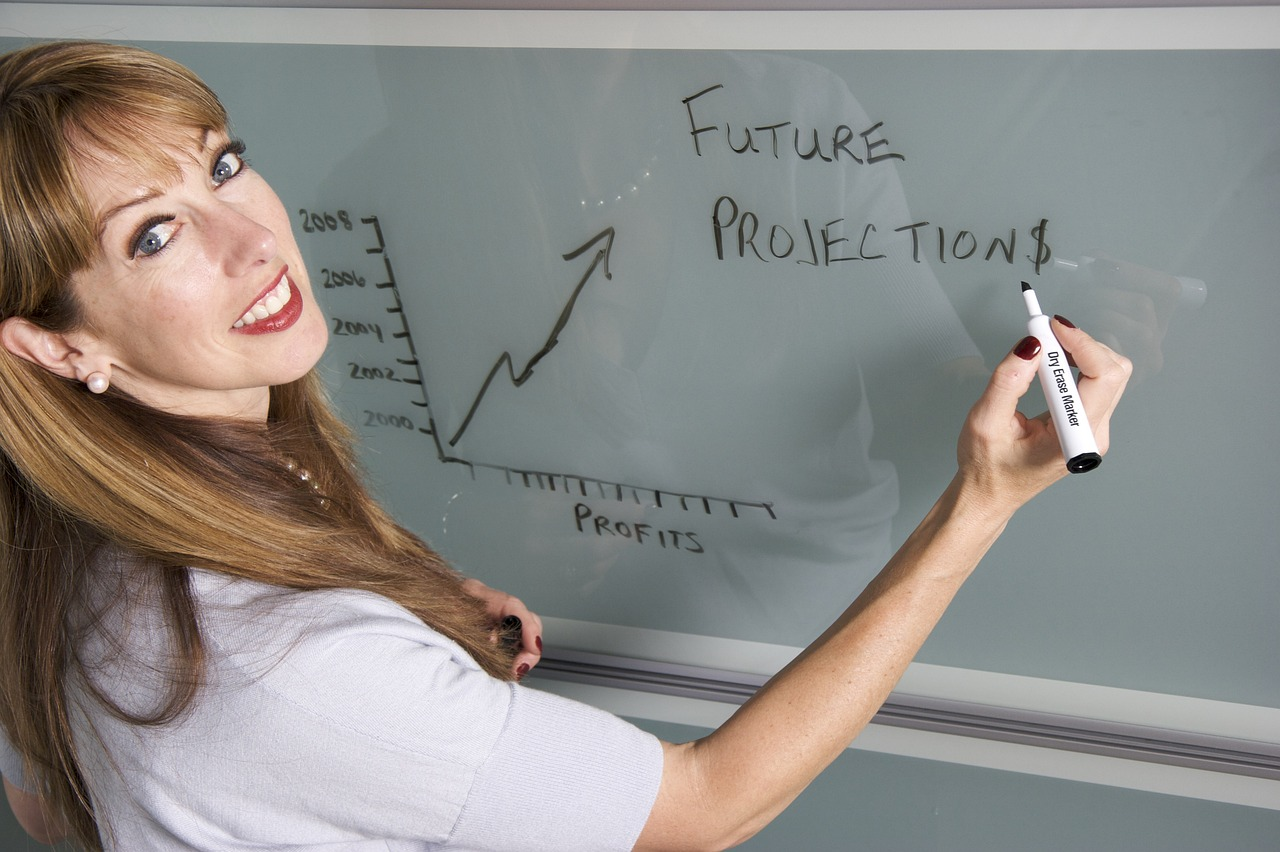 FUTURE
PROJECTION$
2008
2006
2004
2002
2000
PROFITS
Dry Erase Marker